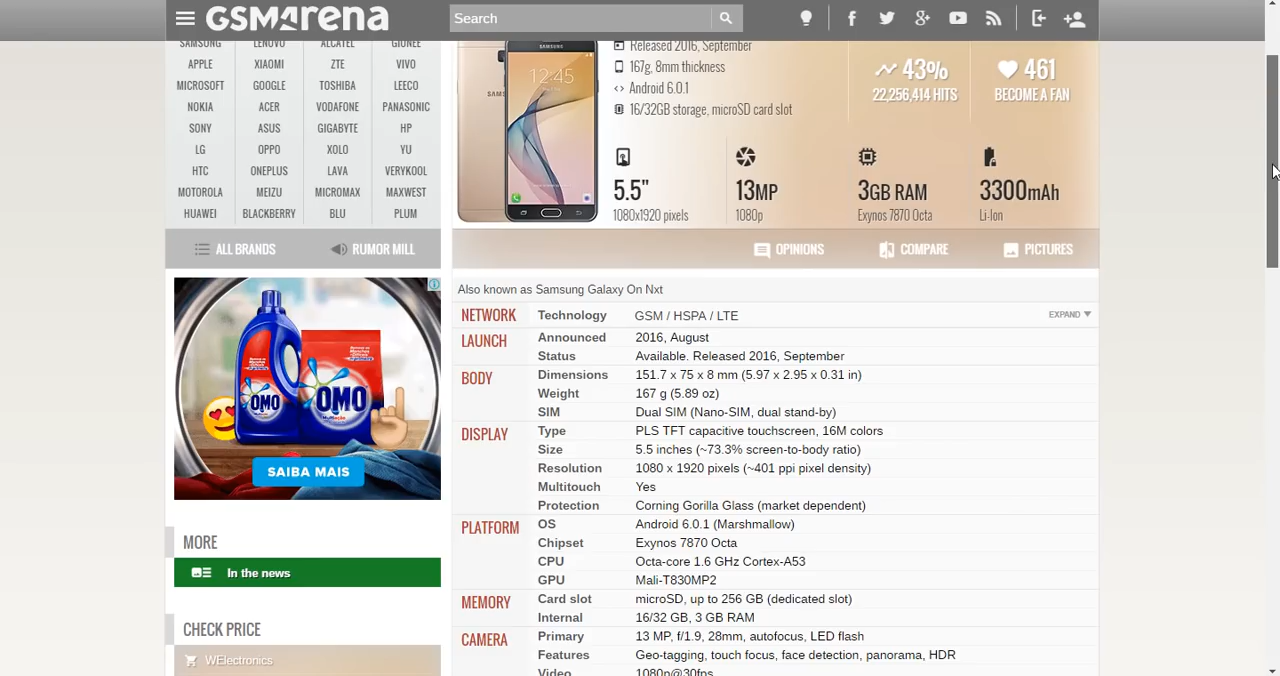 GSMArena
Search
SAMSUNG LENOVO ALCATEL GIONEE
APPLE XIAOMI ZTE VIVO
MICROSOFT GOOGLE TOSHIBA LEECO
NOKIA ACER VODAFONE PANASONIC
SONY ASUS GIGABYTE HP
LG OPPO XOLO YU
HTC ONEPLUS LAVA VERYKOOL
MOTOROLA MEIZU MICROMAX MAXWEST
HUAWEI BLACKBERRY BLU PLUM
ALL BRANDS RUMOR MILL
SAMSUNG
12:45
Released 2016, September
167g, 8mm thickness
Android 6.0.1
16/32GB storage, microSD card slot
43%
22,256,414 HITS
461
BECOME A FAN
5.5"
1080x1920 pixels
13MP
1080p
3GB RAM
Exynos 7870 Octa
3300mAh
Li-Ion
OPINIONS COMPARE PICTURES
OMO
OMO
SAIBA MAIS
MORE
In the news
CHECK PRICE
WElectronics
Also known as Samsung Galaxy On Nxt
NETWORK Technology GSM / HSPA / LTE EXPAND
LAUNCH Announced 2016, August
Status Available. Released 2016, September
BODY Dimensions 151.7 x 75 x 8 mm (5.97 x 2.95 x 0.31 in)
Weight 167 g (5.89 oz)
SIM Dual SIM (Nano-SIM, dual stand-by)
DISPLAY Type PLS TFT capacitive touchscreen, 16M colors
Size 5.5 inches (~73.3% screen-to-body ratio)
Resolution 1080 x 1920 pixels (~401 ppi pixel density)
Multitouch Yes
Protection Corning Gorilla Glass (market dependent)
PLATFORM OS Android 6.0.1 (Marshmallow)
Chipset Exynos 7870 Octa
CPU Octa-core 1.6 GHz Cortex-A53
GPU Mali-T830MP2
MEMORY Card slot microSD, up to 256 GB (dedicated slot)
Internal 16/32 GB, 3 GB RAM
CAMERA Primary 13 MP, f/1.9, 28mm, autofocus, LED flash
Features Geo-tagging, touch focus, face detection, panorama, HDR
Video 1080p@30fps